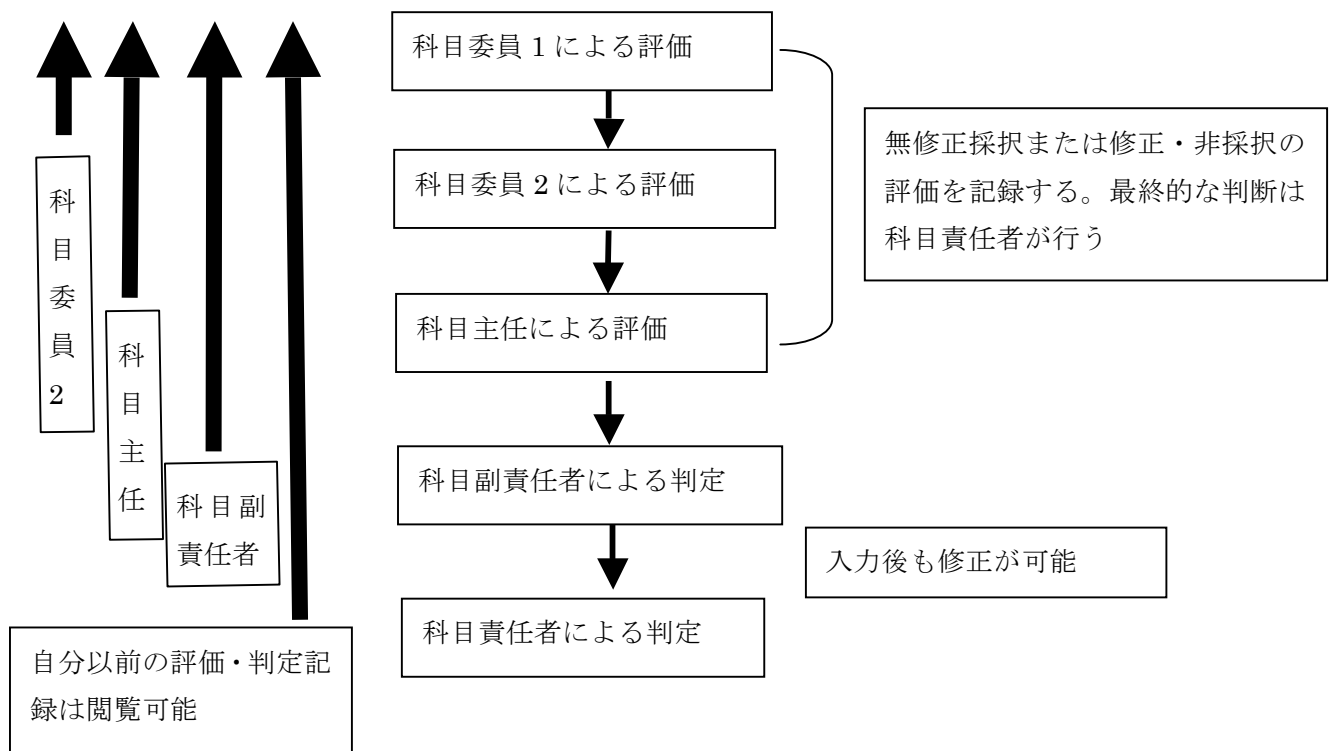 科目委員1による評価
科目委員2による評価
科目主任による評価
科目副責任者による判定
科目責任者による判定
無修正採択または修正・非採択の
評価を記録する。最終的な判断は
科目責任者が行う
入力後も修正が可能
科目委員2
科目主任
科目副
責任者
自分以前の評価・判定記
録は閲覧可能